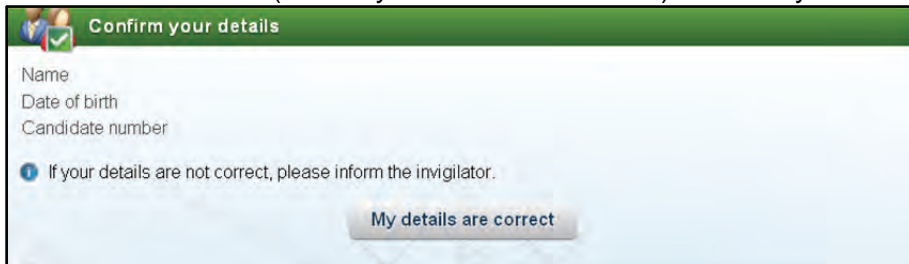 Confirm your details
Name
Date of birth
Candidate number
If your details are not correct, please inform the invigilator.
My details are correct